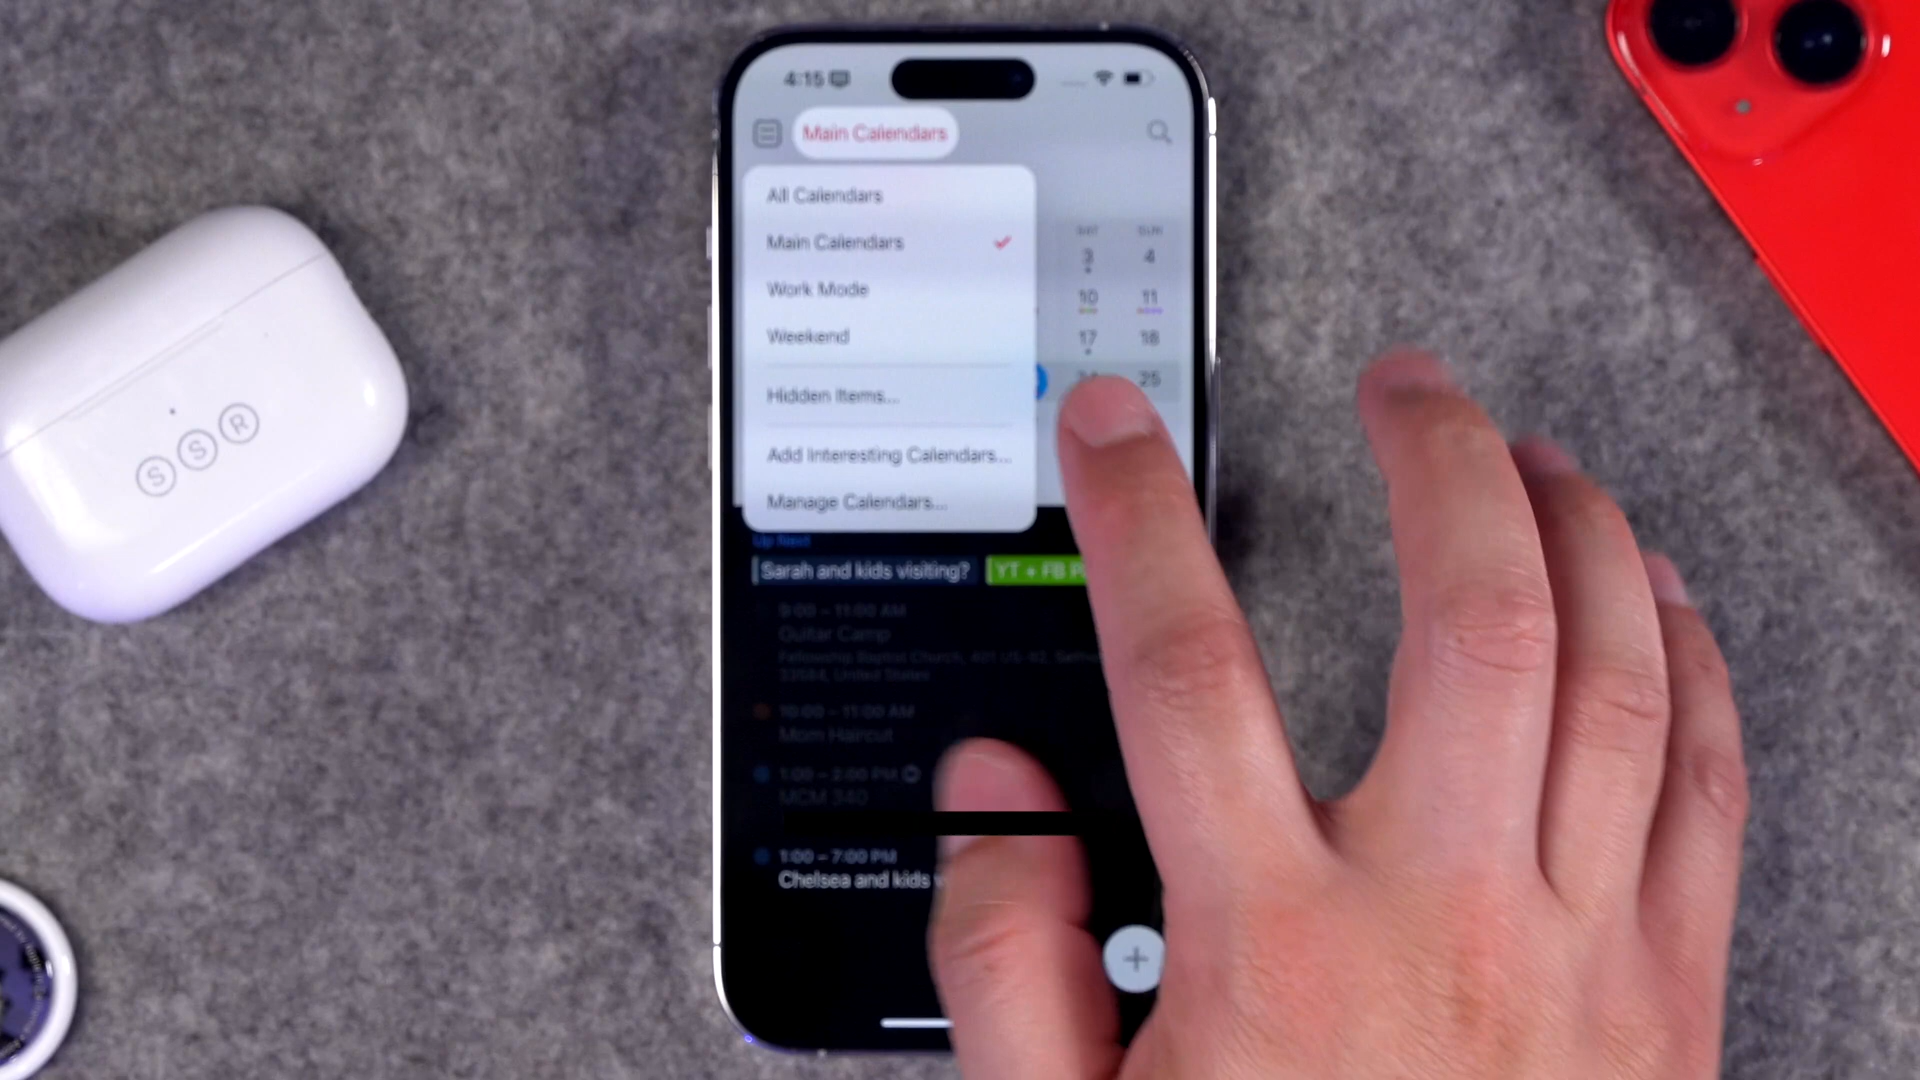 4:15
Main Calendars
All Calendars
Main Calendars
Work Mode
Weekend
Hidden Items...
Add Interesting Calendars...
Manage Calendars...
SAT SUN
3 4
10 11
17 18
25
Up Next
Sarah and kids visiting? YT + FB
9:00 – 11:00 AM
Guitar Camp
Fellowship Baptist Church, 401 US-92,
33584, United States
10:00 – 11:00 AM
Mom Haircut
1:00 – 2:00 PM
MCM 340
1:00 – 7:00 PM
Chelsea and kids
+
S S R